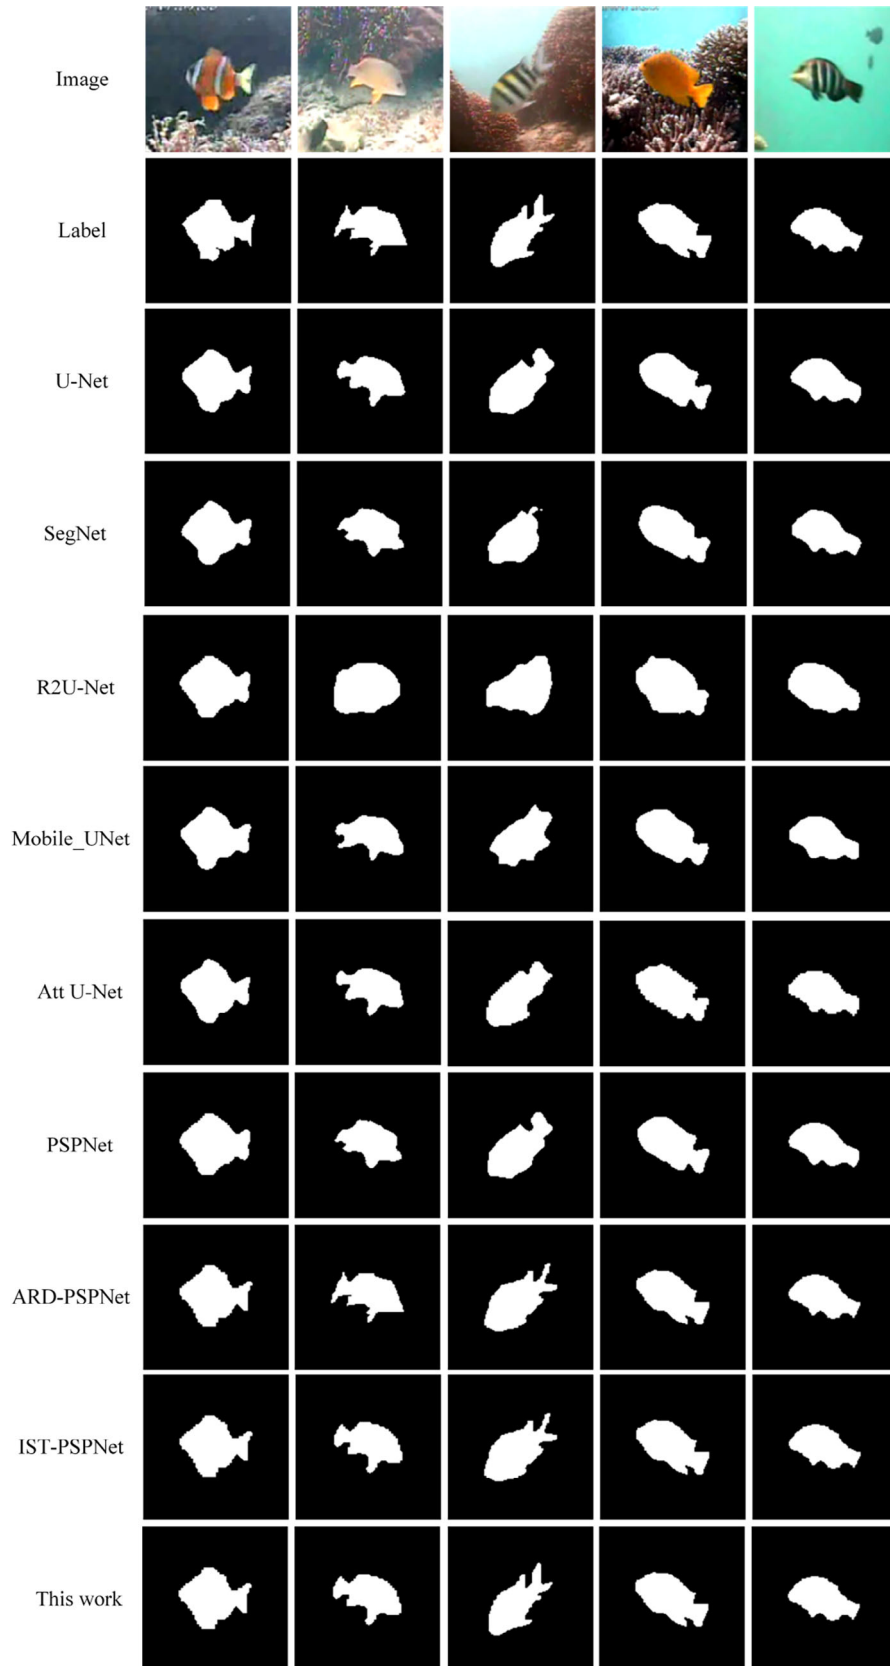 Image
Label
U-Net
SegNet
R2U-Net
Mobile_UNet
Att U-Net
PSPNet
ARD-PSPNet
IST-PSPNet
This work